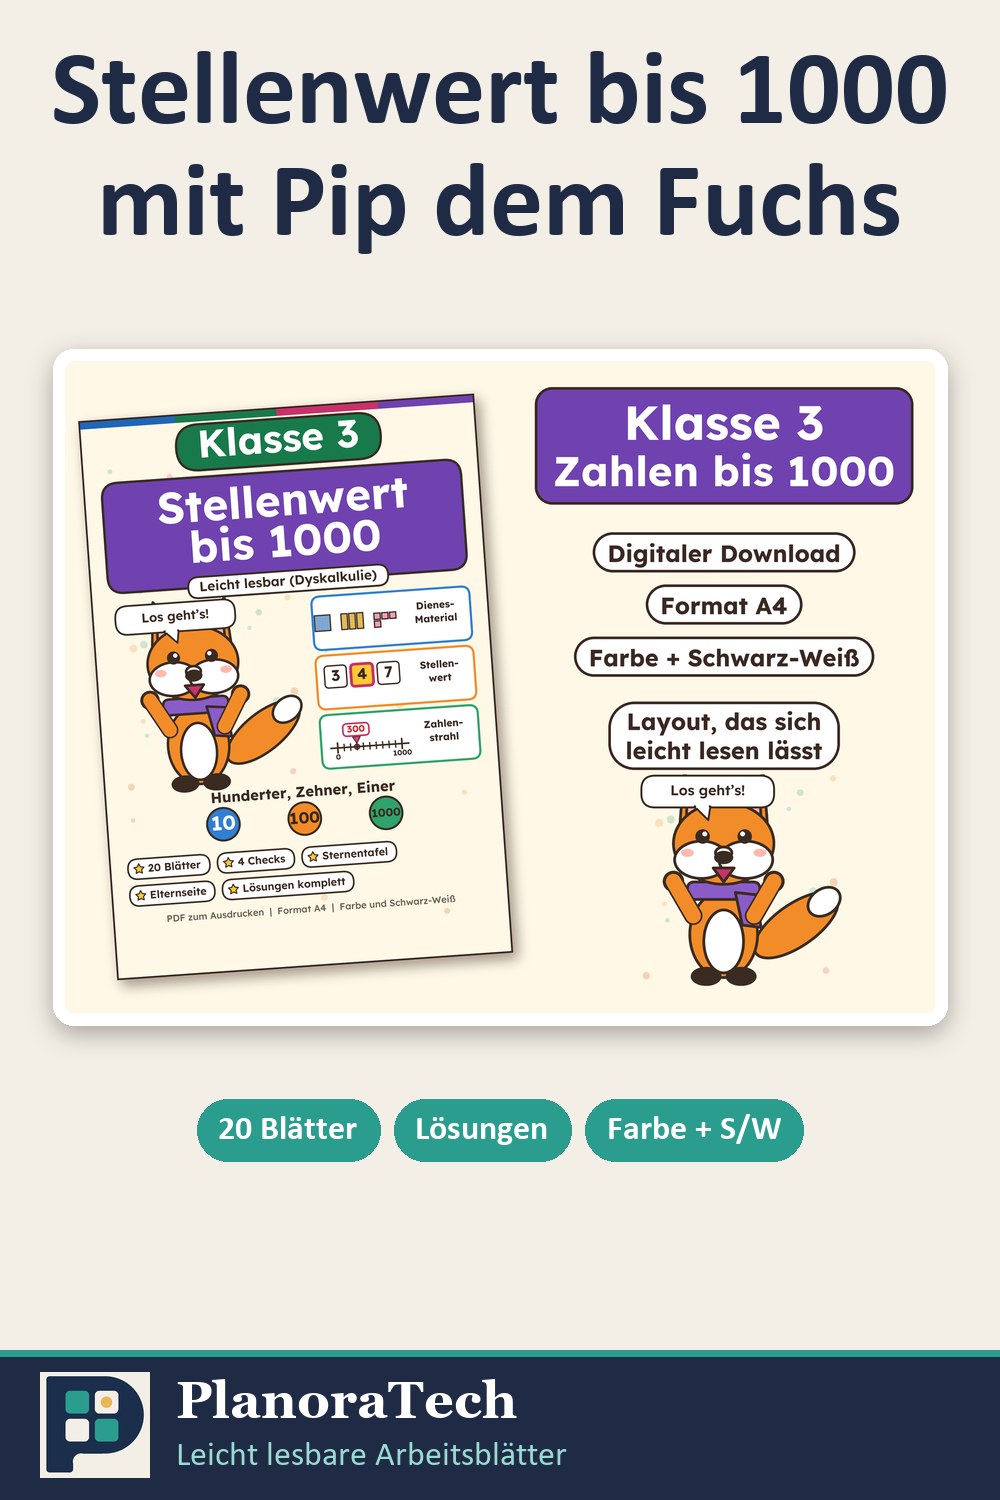 Stellenwert bis 1000
mit Pip dem Fuchs
Klasse 3
Stellenwert
bis 1000
Leicht lesbar (Dyskalkulie)
Los geht's!
Dienes-
Material
3 4 7
Stellen-
wert
300
0 1000
Zahlen-
strahl
Hunderter, Zehner, Einer
10 100 1000
20 Blätter
4 Checks
Sternentafel
Elternseite
Lösungen komplett
PDF zum Ausdrucken | Format A4 | Farbe und Schwarz-Weiß
Klasse 3
Zahlen bis 1000
Digitaler Download
Format A4
Farbe + Schwarz-Weiß
Layout, das sich
leicht lesen lässt
Los geht's!
20 Blätter
Lösungen
Farbe + S/W
PlanoraTech
Leicht lesbare Arbeitsblätter